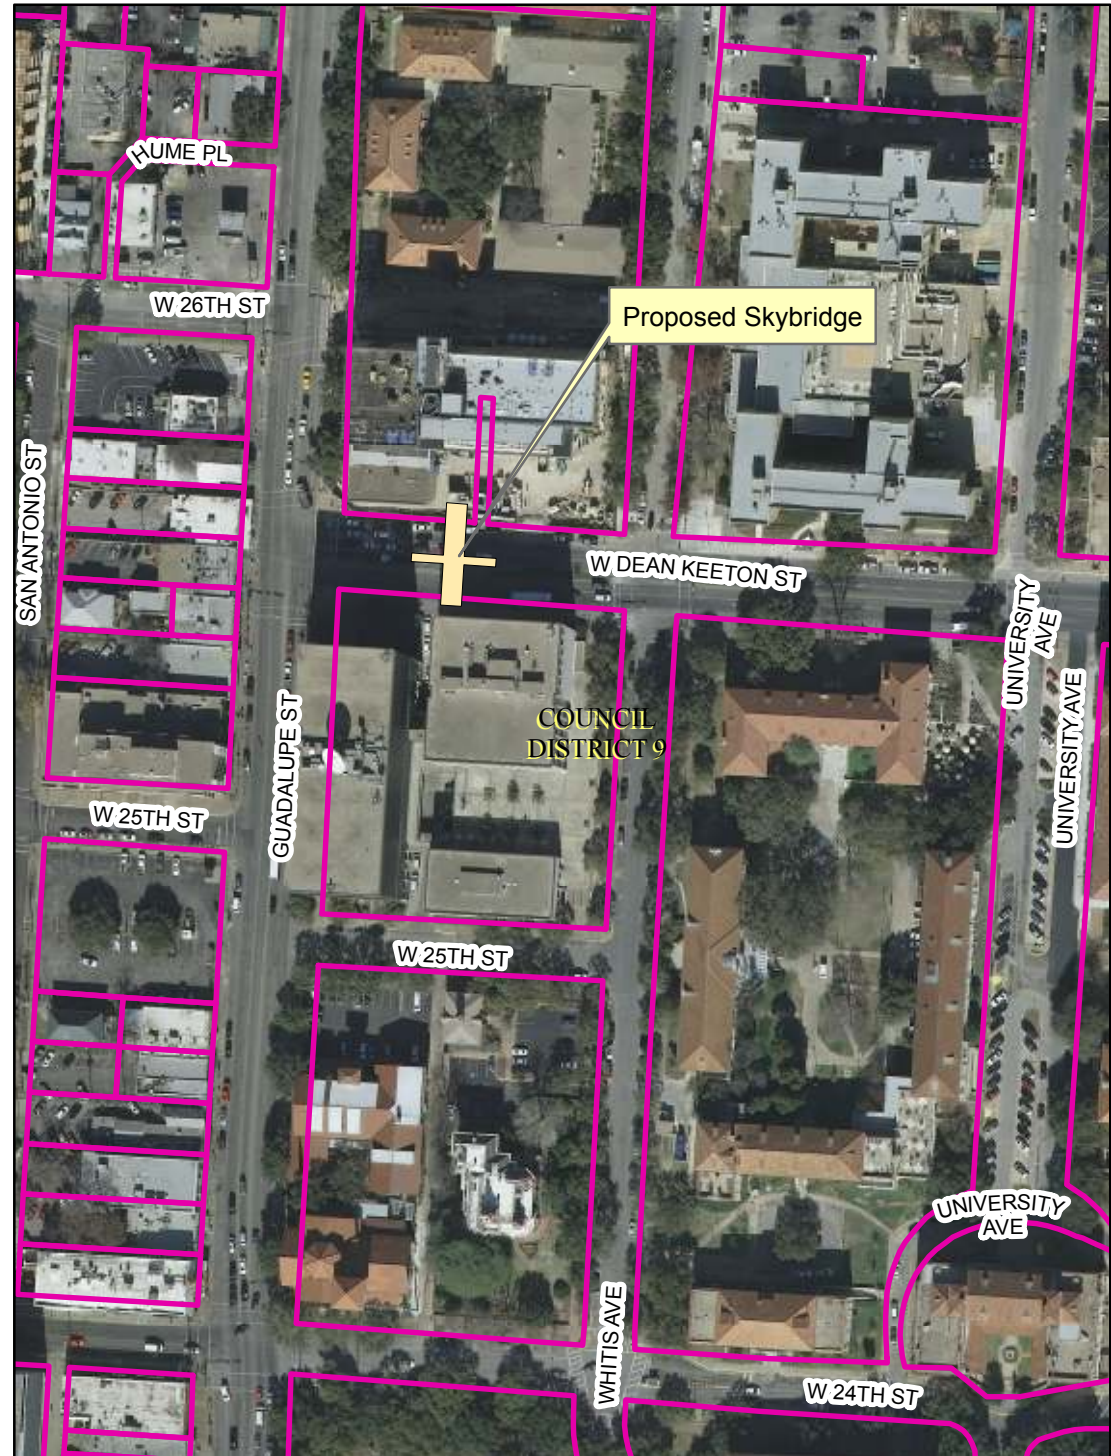 HUME PL
W 26TH ST
Proposed Skybridge
SAN ANTONIO ST
W DEAN KEETON ST
UNIVERSITY
AVE
UNIVERSITY AVE
GUADALUPE ST
COUNCIL
DISTRICT 9
W 25TH ST
W 25TH ST
UNIVERSITY
AVE
WHITIS AVE
W 24TH ST